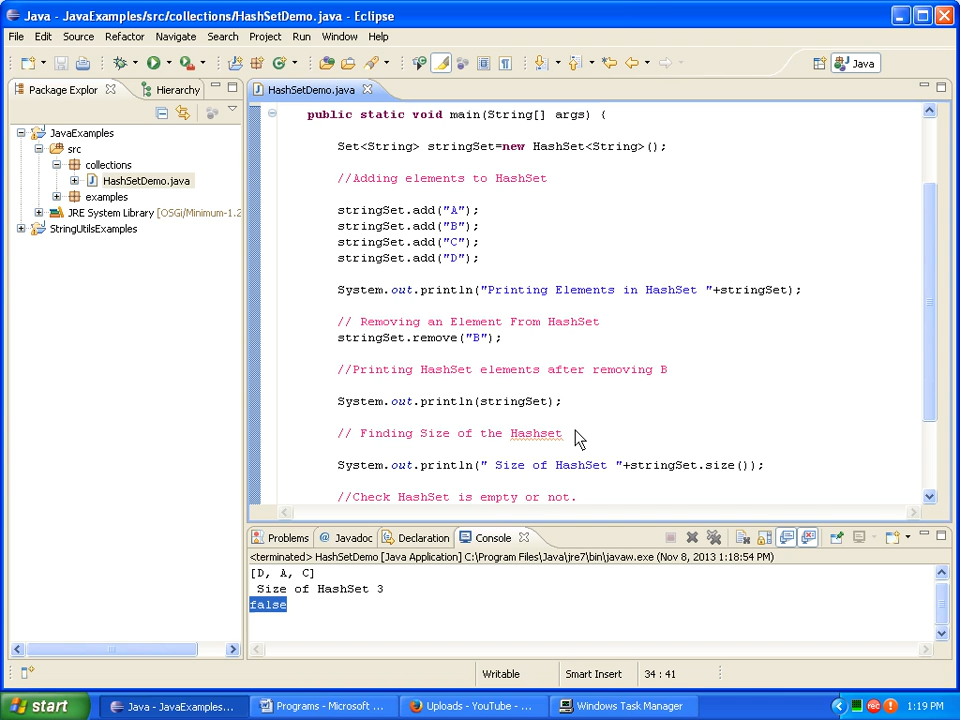 Java - JavaExamples/src/collections/HashSetDemo.java - Eclipse
File Edit Source Refactor Navigate Search Project Run Window Help
Java
Package Explor
Hierarchy
HashSetDemo.java
JavaExamples
src
collections
HashSetDemo.java
examples
JRE System Library [OSGi/Minimum-1.2
StringUtilsExamples
public static void main(String[] args) {
Set<String> stringSet=new HashSet<String>();
//Adding elements to HashSet
stringSet.add("A");
stringSet.add("B");
stringSet.add("C");
stringSet.add("D");
System.out.println("Printing Elements in HashSet "+stringSet);
// Removing an Element From HashSet
stringSet.remove("B");
//Printing HashSet elements after removing B
System.out.println(stringSet);
// Finding Size of the Hashset
System.out.println(" Size of HashSet "+stringSet.size());
//Check HashSet is empty or not.
Problems Javadoc Declaration Console
<terminated> HashSetDemo [Java Application] C:\Program Files\Java\jre7\bin\javaw.exe (Nov 8, 2013 1:18:54 PM)
[D, A, C]
Size of HashSet 3
false
Writable Smart Insert 34 : 41
start
Java - JavaExamples...
Programs - Microsoft ...
Uploads - YouTube - ...
Windows Task Manager
rec
1:19 PM